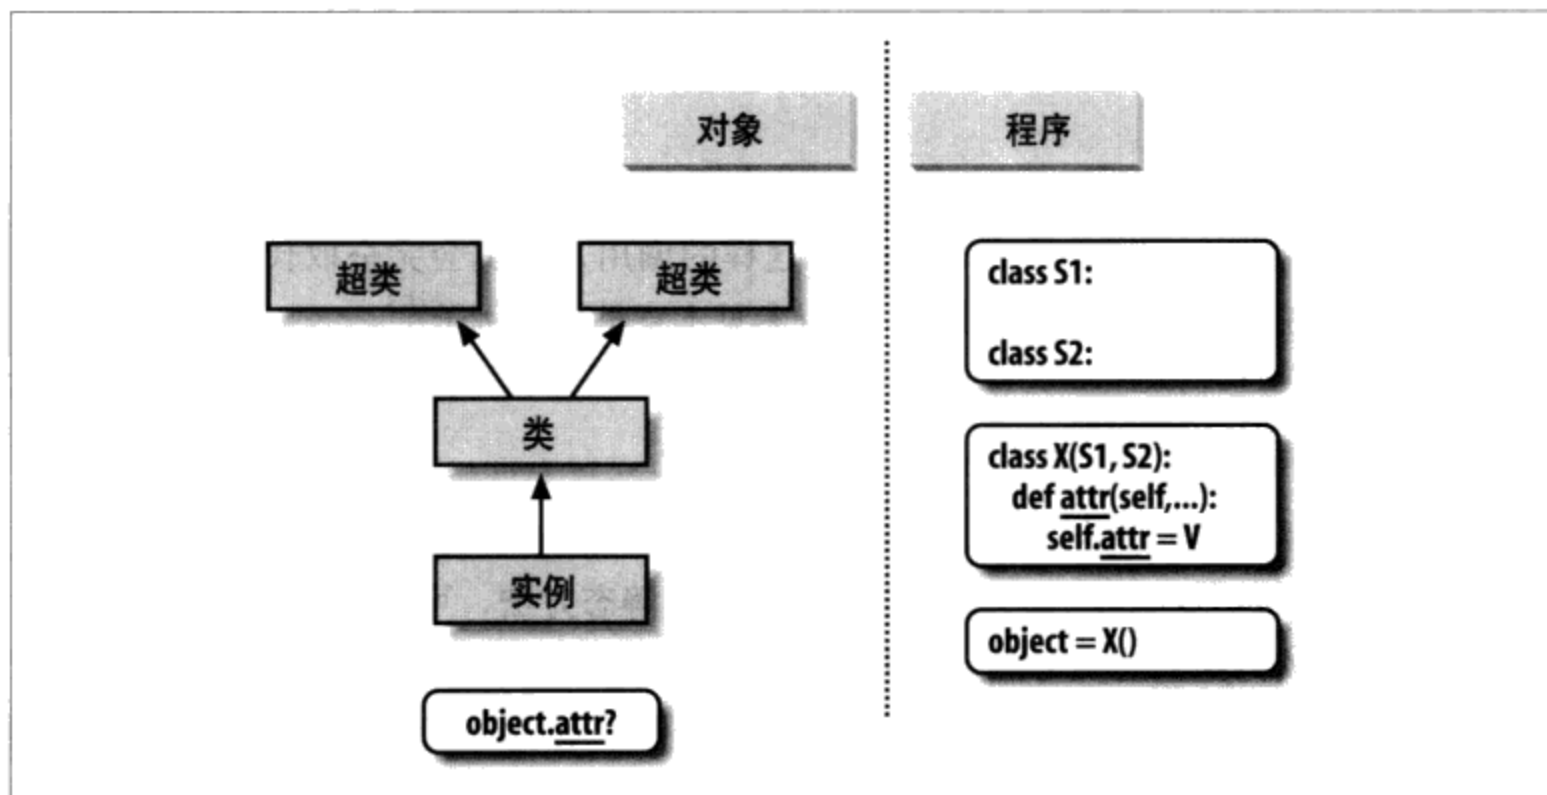 对象
程序
超类
超类
类
实例
object.attr?
class S1:
class S2:
class X(S1, S2):
def attr(self,...):
self.attr = V
object = X()